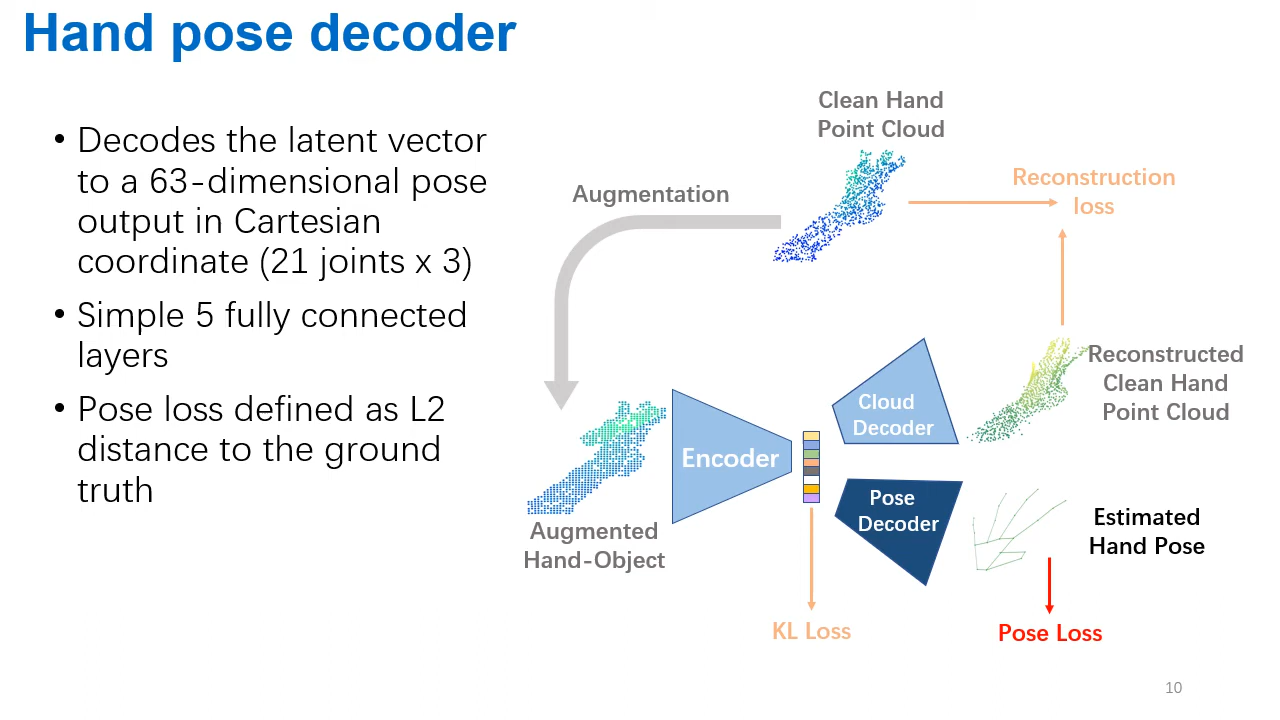 Hand pose decoder
• Decodes the latent vector
to a 63-dimensional pose
output in Cartesian
coordinate (21 joints x 3)
• Simple 5 fully connected
layers
• Pose loss defined as L2
distance to the ground
truth
Clean Hand
Point Cloud
Augmentation
Reconstruction
loss
Reconstructed
Clean Hand
Point Cloud
Cloud
Decoder
Encoder
Pose
Decoder
Augmented
Hand-Object
Estimated
Hand Pose
KL Loss
Pose Loss
10